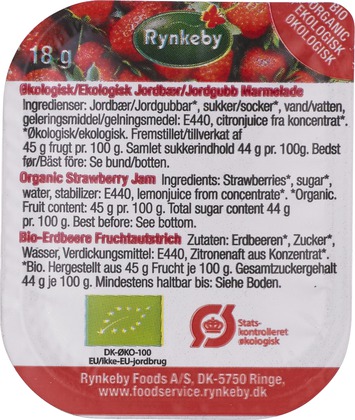 Rynkeby
18 g
BIO
ORGANIC
EKOLOGISK
ØKOLOGISK
Økologisk/Ekologisk Jordbær/Jordgubb Marmelade
Ingredienser: Jordbær/Jordgubbar*, sukker/socker*, vand/vatten,
geleringsmiddel/gelningsmedel: E440, citronjuice fra koncentrat*.
*Økologisk/ekologisk. Fremstillet/tillverkat af
45 g frugt pr. 100 g. Samlet sukkerindhold 44 g pr. 100g. Bedst
før/Bäst före: Se bund/botten.
Organic Strawberry Jam Ingredients: Strawberries*, sugar*,
water, stabilizer: E440, lemonjuice from concentrate*. *Organic.
Fruit content: 45 g pr. 100 g. Total sugar content 44 g
pr. 100 g. Best before: See bottom.
Bio-Erdbeere Fruchtaufstrich Zutaten: Erdbeeren*, Zucker*,
Wasser, Verdickungsmittel: E440, Zitronenaft aus Konzentrat*.
*Bio. Hergestellt aus 45 g Frucht je 100 g. Gesamtzuckergehalt
44 g je 100 g. Mindestens haltbar bis: Siehe Boden.
DK-ØKO-100
EU/ikke-EU-jordbrug
Ø
Stats-
kontrolleret
økologisk
Rynkeby Foods A/S, DK-5750 Ringe,
www.foodservice.rynkeby.dk